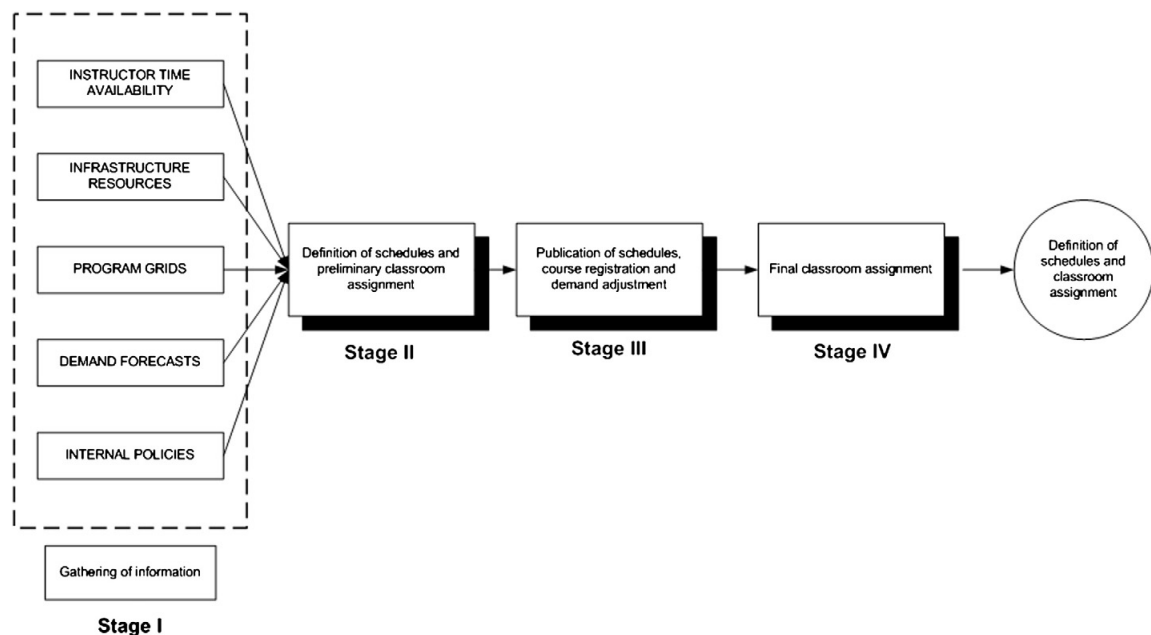 INSTRUCTOR TIME
AVAILABILITY
INFRASTRUCTURE
RESOURCES
PROGRAM GRIDS
DEMAND FORECASTS
INTERNAL POLICIES
Gathering of information
Stage I
Definition of schedules and
preliminary classroom
assignment
Stage II
Publication of schedules,
course registration and
demand adjustment
Stage III
Final classroom assignment
Stage IV
Definition of
schedules and
classroom
assignment